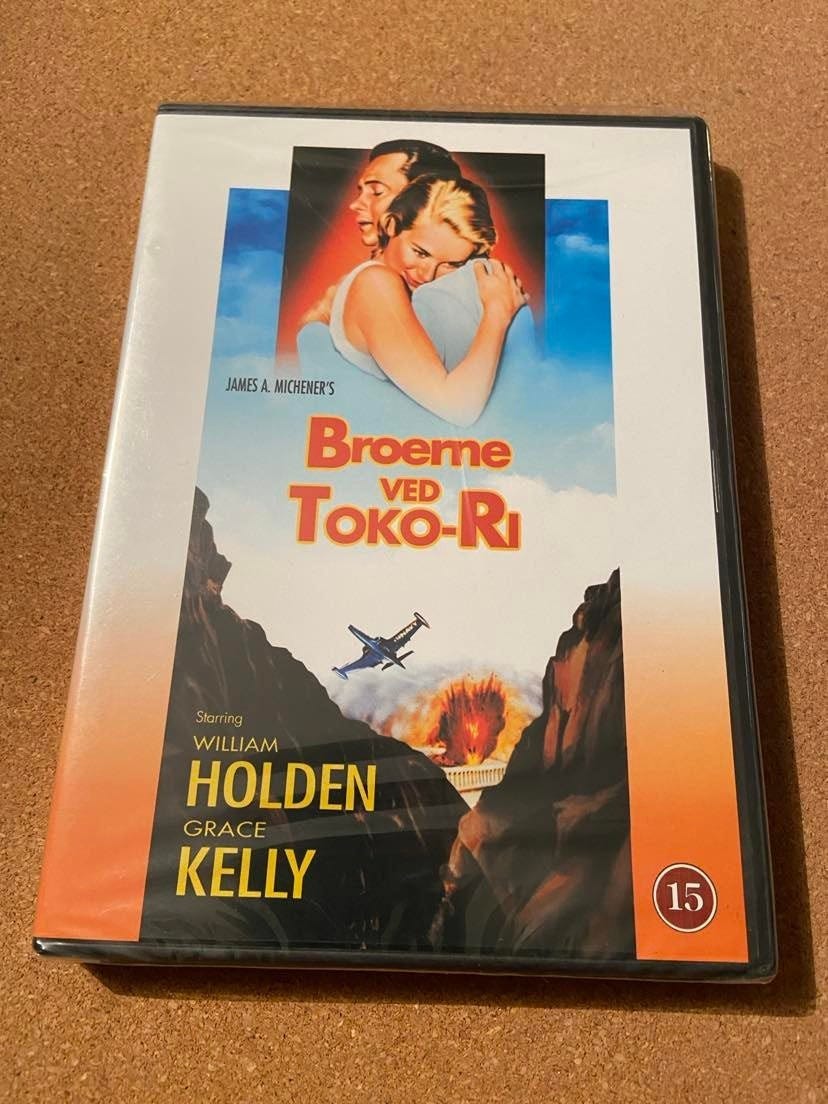 JAMES A. MICHENER'S
Broerne
VED
TOKO-RI
Starring
WILLIAM
HOLDEN
GRACE
KELLY
15